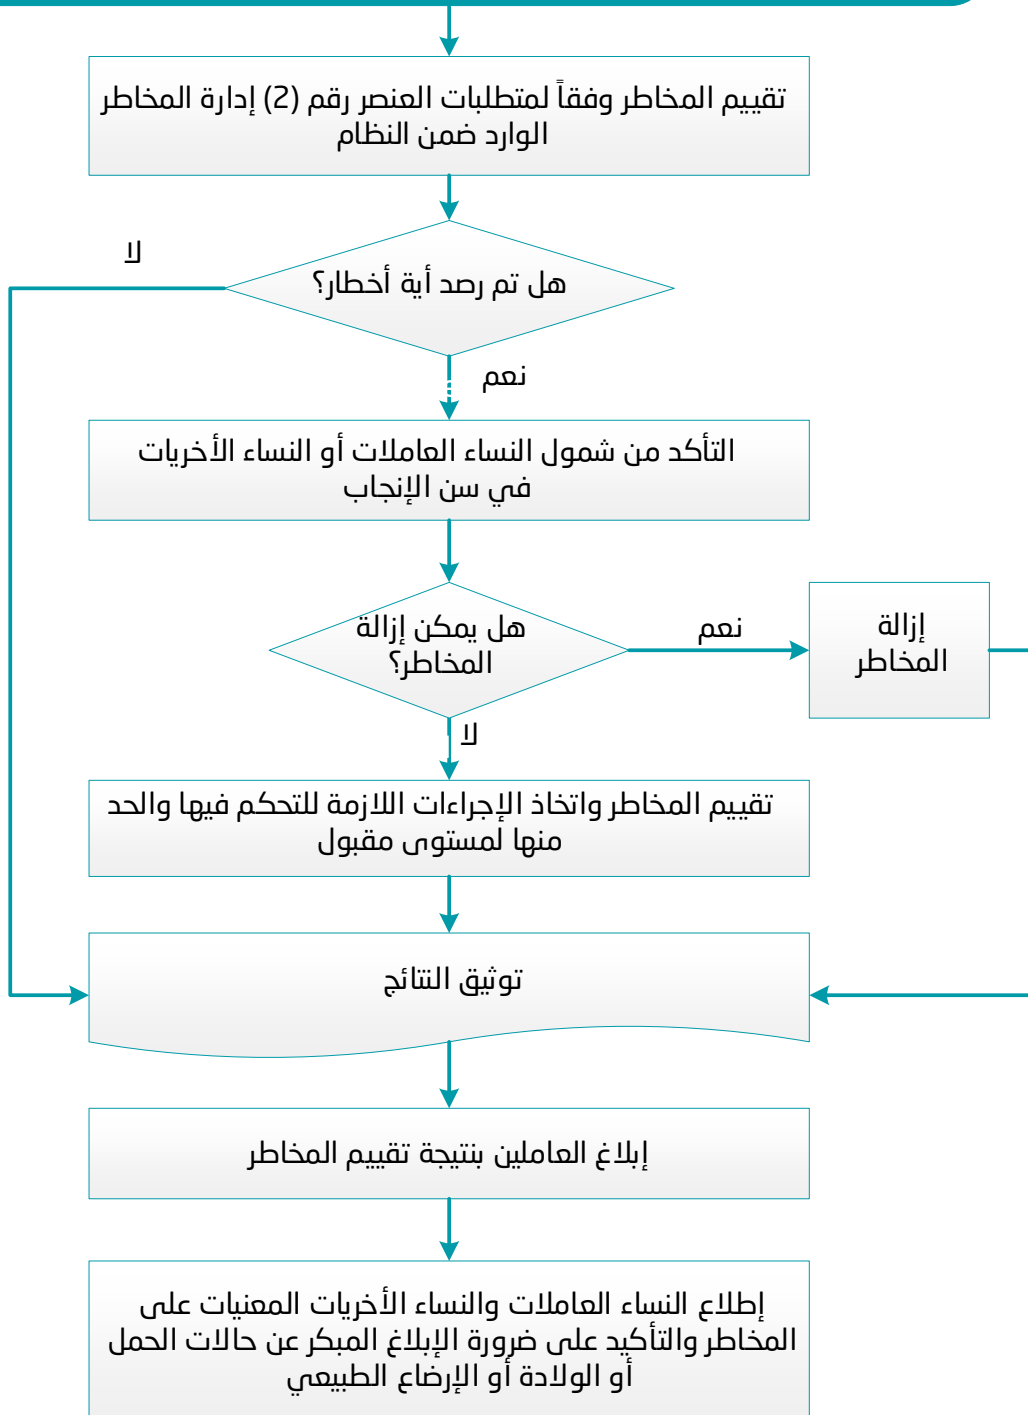 تقييم المخاطر وفقاً لمتطلبات العنصر رقم (2) إدارة المخاطر
الوارد ضمن النظام
لا
هل تم رصد أية أخطار؟
نعم
التأكد من شمول النساء العاملات أو النساء الأخريات
في سن الإنجاب
هل يمكن إزالة
المخاطر؟
نعم
إزالة
المخاطر
لا
تقييم المخاطر واتخاذ الإجراءات اللازمة للتحكم فيها والحد
منها لمستوى مقبول
توثيق النتائج
إبلاغ العاملين بنتيجة تقييم المخاطر
إطلاع النساء العاملات والنساء الأخريات المعنيات على
المخاطر والتأكيد على ضرورة الإبلاغ المبكر عن حالات الحمل
أو الولادة أو الإرضاع الطبيعي